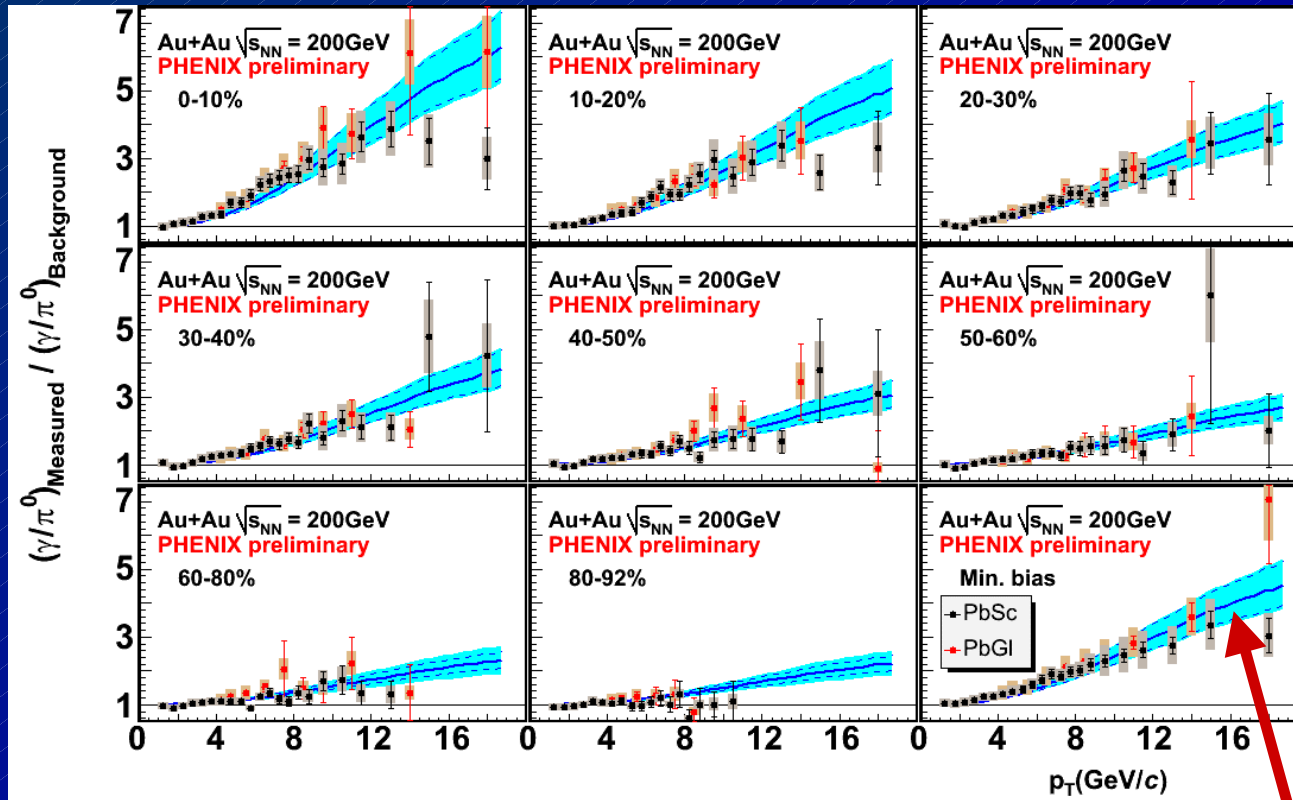 (γ/π⁰)Measured / (γ/π⁰)Background
7
5
3
1
Au+Au √sNN = 200GeV
PHENIX preliminary
0-10%
Au+Au √sNN = 200GeV
PHENIX preliminary
10-20%
Au+Au √sNN = 200GeV
PHENIX preliminary
20-30%
7
5
3
1
Au+Au √sNN = 200GeV
PHENIX preliminary
30-40%
Au+Au √sNN = 200GeV
PHENIX preliminary
40-50%
Au+Au √sNN = 200GeV
PHENIX preliminary
50-60%
7
5
3
1
Au+Au √sNN = 200GeV
PHENIX preliminary
60-80%
Au+Au √sNN = 200GeV
PHENIX preliminary
80-92%
Au+Au √sNN = 200GeV
PHENIX preliminary
Min. bias
PbSc
PbGl
0 4 8 12 16 0 4 8 12 16 0 4 8 12 16
pT(GeV/c)